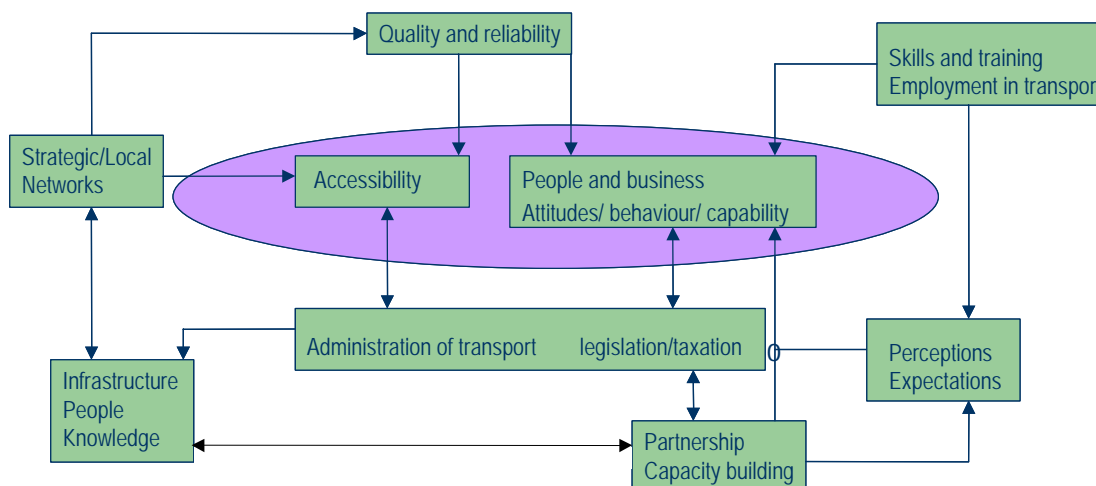 Quality and reliability
Skills and training
Employment in transpor
Strategic/Local
Networks
Accessibility
People and business
Attitudes/ behaviour/ capability
Administration of transport legislation/taxation
0
Perceptions
Expectations
Infrastructure
People
Knowledge
Partnership
Capacity building